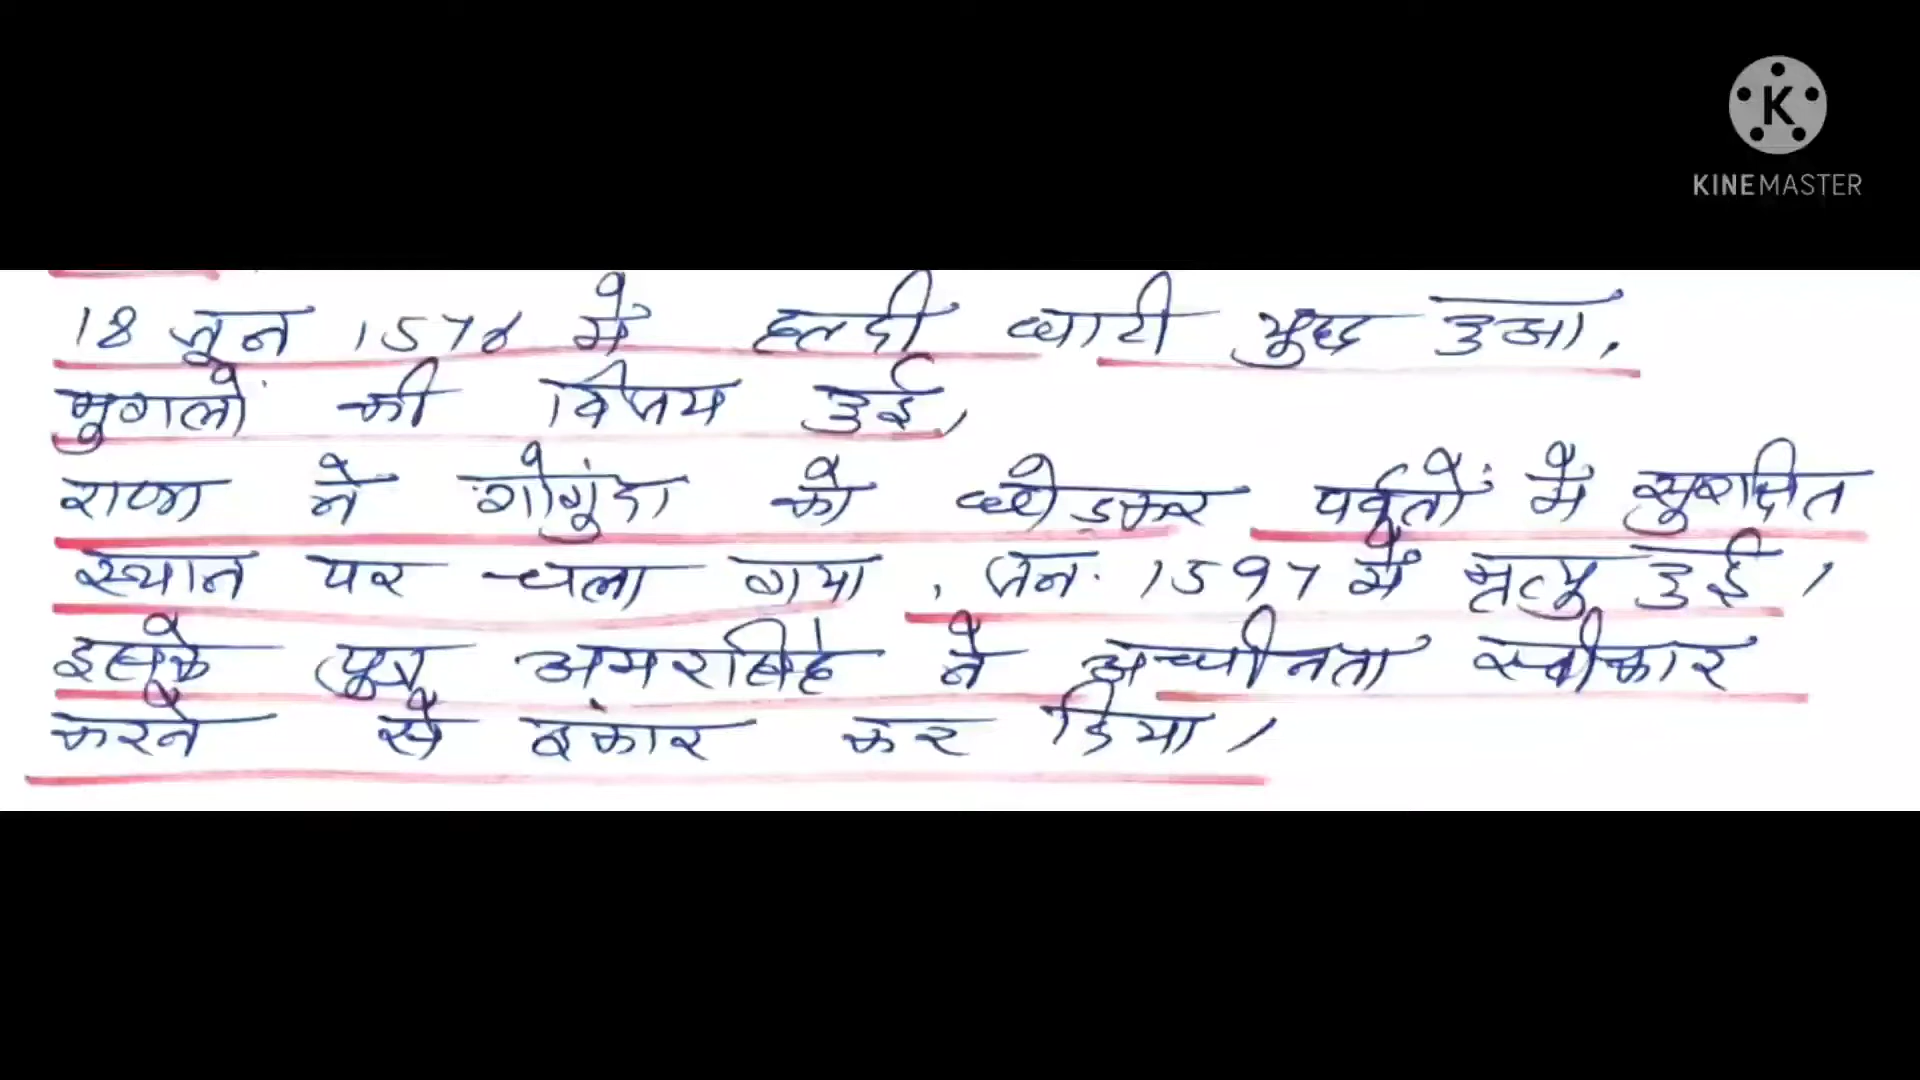 KINEMASTER
18 जून 1576 में हल्दी घाटी युद्ध हुआ,
मुगलों की विजय हुई,
राणा ने गोगुंदा को छोड़कर पर्वतों में सुरक्षित
स्थान पर चला गया, जन. 1597 में मृत्यु हुई,
इसके पुत्र अमरसिंह ने अधीनता स्वीकार
करने से इंकार कर दिया,